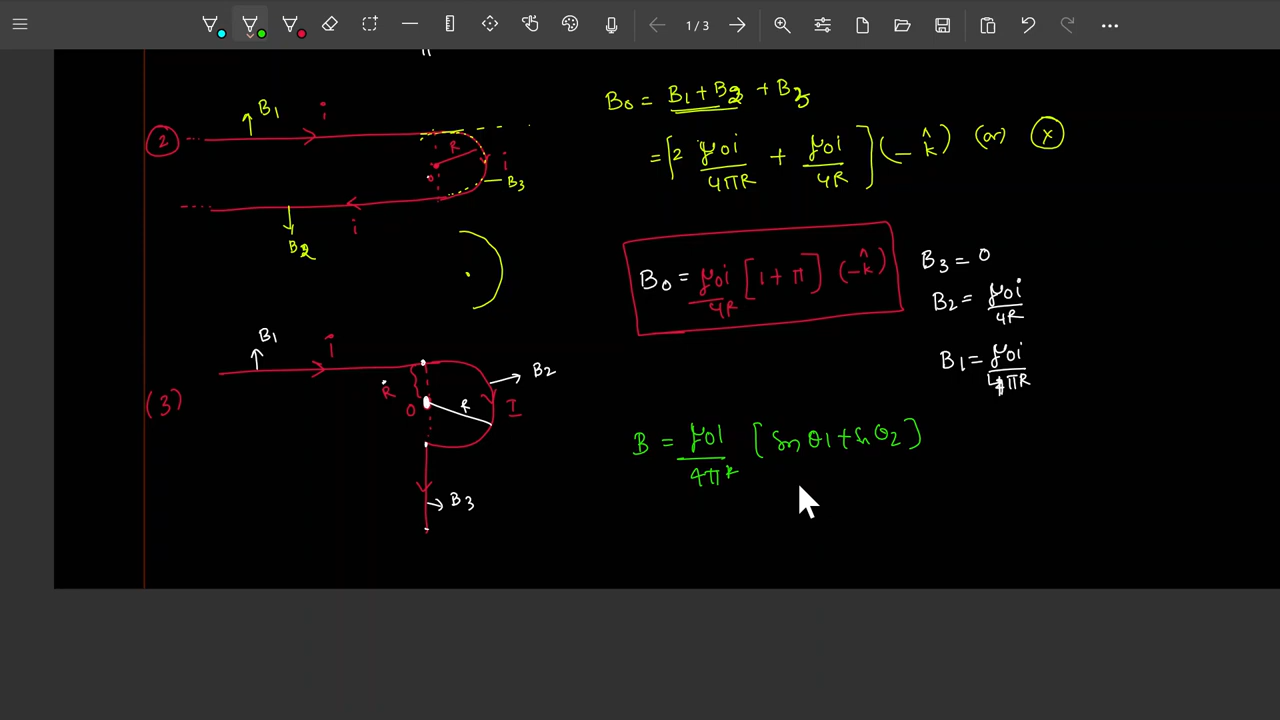 1/3
B₁
i
(2)
R
i
0
B₃
i
B₂
B₀ = B₁ + B₂ + B₃
= [2 μ₀i/4πR + μ₀i/4R] (-k̂) (or) ⊗
B₀ = μ₀i/4R [1 + π] (-k̂)
B₃ = 0
B₂ = μ₀i/4R
B₁ = μ₀i/4πR
B₁
i
(3)
R
O
R
I
B₂
B₃
B = μ₀i/4πr [Sin θ1 + Sin θ2]